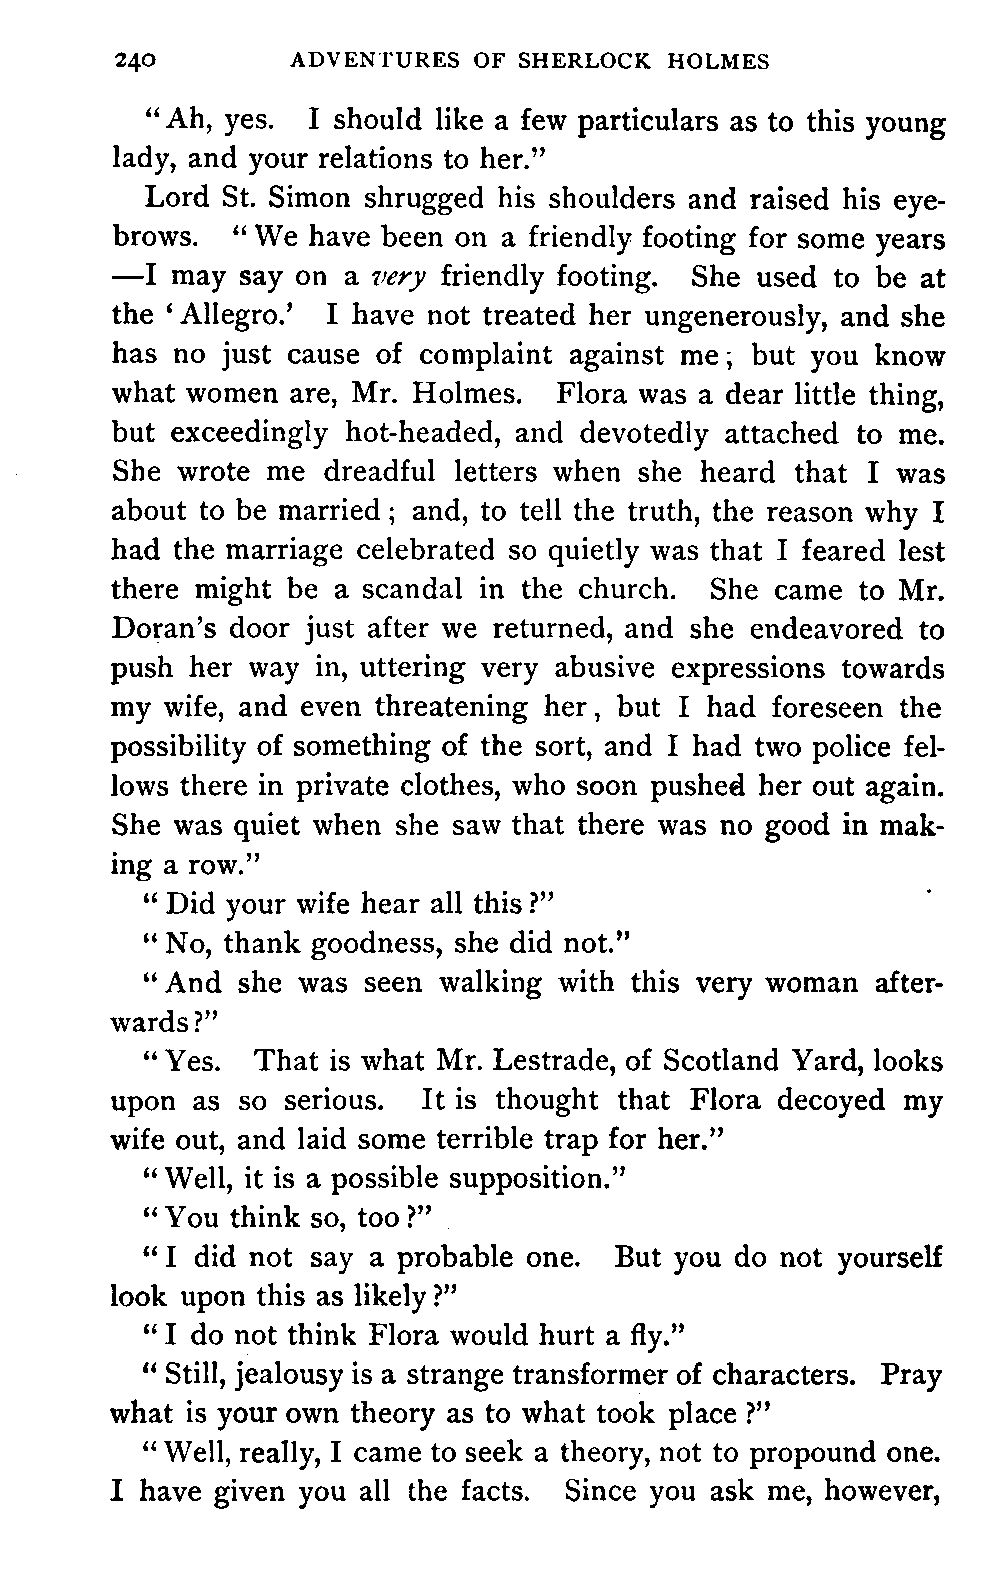 240 ADVENTURES OF SHERLOCK HOLMES
“Ah, yes. I should like a few particulars as to this young
lady, and your relations to her.”
Lord St. Simon shrugged his shoulders and raised his eye-
brows. “We have been on a friendly footing for some years
—I may say on a very friendly footing. She used to be at
the ‘Allegro.’ I have not treated her ungenerously, and she
has no just cause of complaint against me; but you know
what women are, Mr. Holmes. Flora was a dear little thing,
but exceedingly hot-headed, and devotedly attached to me.
She wrote me dreadful letters when she heard that I was
about to be married; and, to tell the truth, the reason why I
had the marriage celebrated so quietly was that I feared lest
there might be a scandal in the church. She came to Mr.
Doran’s door just after we returned, and she endeavored to
push her way in, uttering very abusive expressions towards
my wife, and even threatening her, but I had foreseen the
possibility of something of the sort, and I had two police fel-
lows there in private clothes, who soon pushed her out again.
She was quiet when she saw that there was no good in mak-
ing a row.”
“Did your wife hear all this?”
“No, thank goodness, she did not.”
“And she was seen walking with this very woman after-
wards?”
“Yes. That is what Mr. Lestrade, of Scotland Yard, looks
upon as so serious. It is thought that Flora decoyed my
wife out, and laid some terrible trap for her.”
“Well, it is a possible supposition.”
“You think so, too?”
“I did not say a probable one. But you do not yourself
look upon this as likely?”
“I do not think Flora would hurt a fly.”
“Still, jealousy is a strange transformer of characters. Pray
what is your own theory as to what took place?”
“Well, really, I came to seek a theory, not to propound one.
I have given you all the facts. Since you ask me, however,